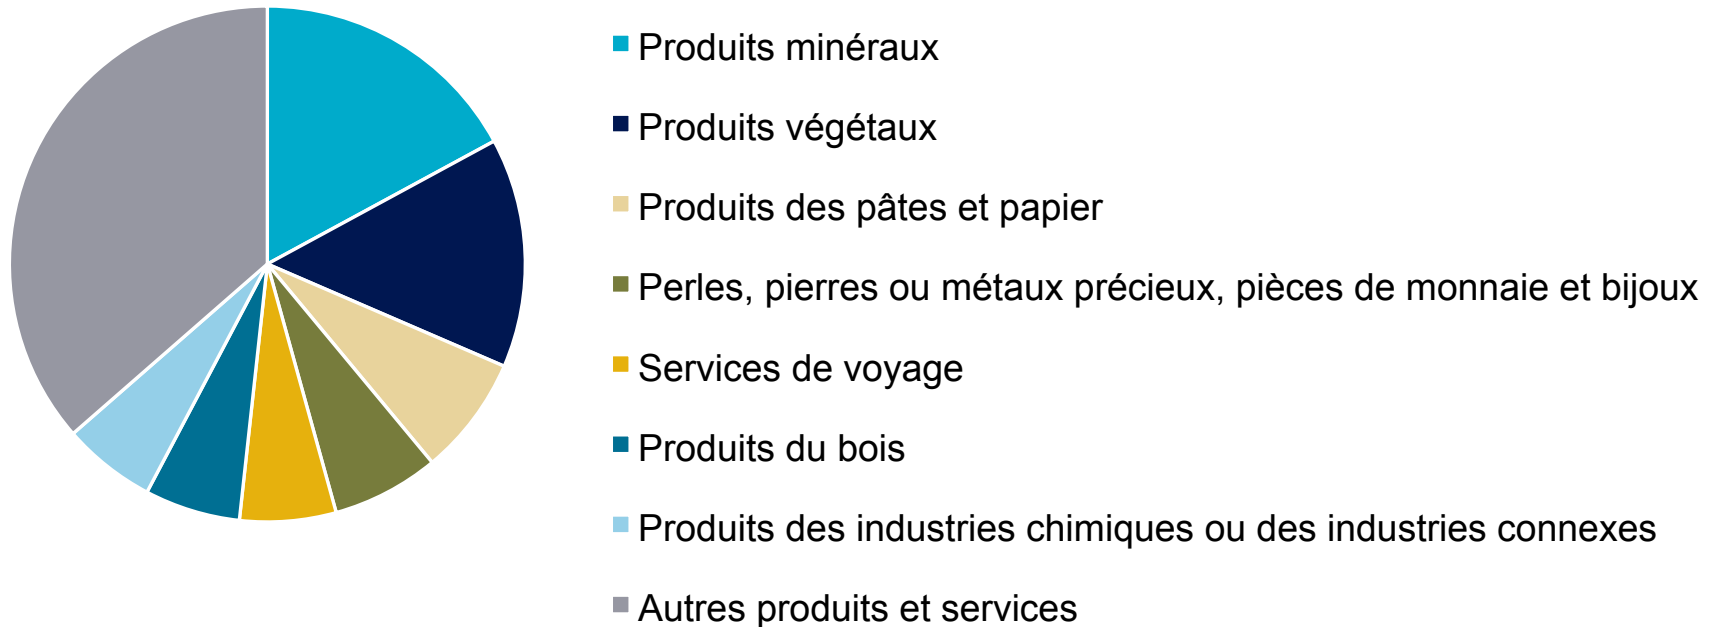 Produits minéraux
Produits végétaux
Produits des pâtes et papier
Perles, pierres ou métaux précieux, pièces de monnaie et bijoux
Services de voyage
Produits du bois
Produits des industries chimiques ou des industries connexes
Autres produits et services